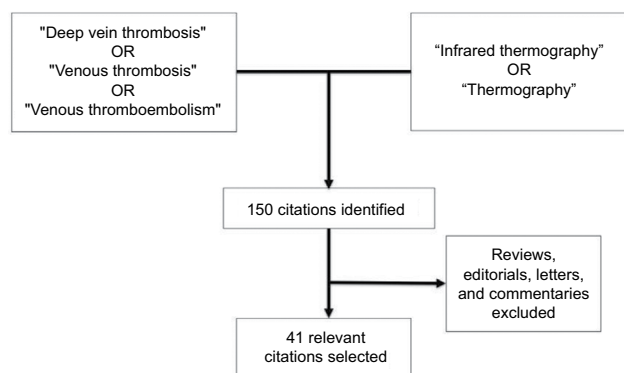 "Deep vein thrombosis"
OR
"Venous thrombosis"
OR
"Venous thromboembolism"
“Infrared thermography”
OR
“Thermography”
150 citations identified
Reviews,
editorials, letters,
and commentaries
excluded
41 relevant
citations selected